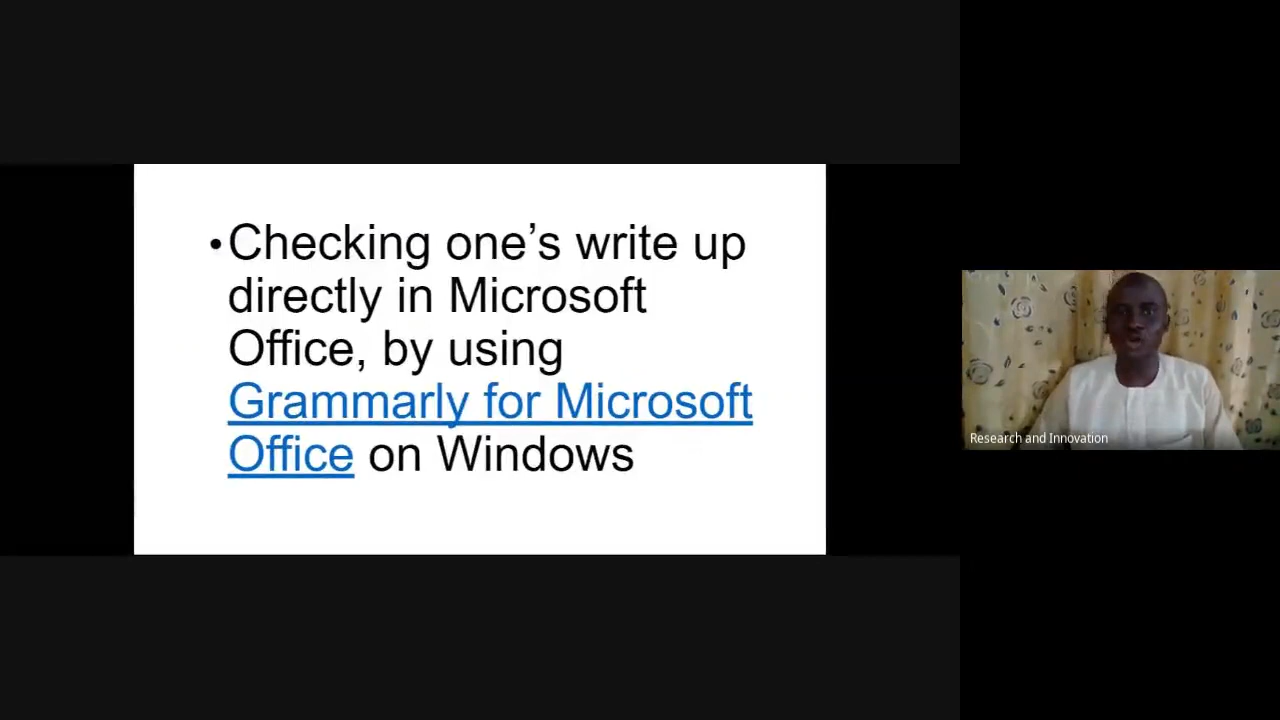 •Checking one’s write up
directly in Microsoft
Office, by using
Grammarly for Microsoft
Office on Windows
Research and Innovation